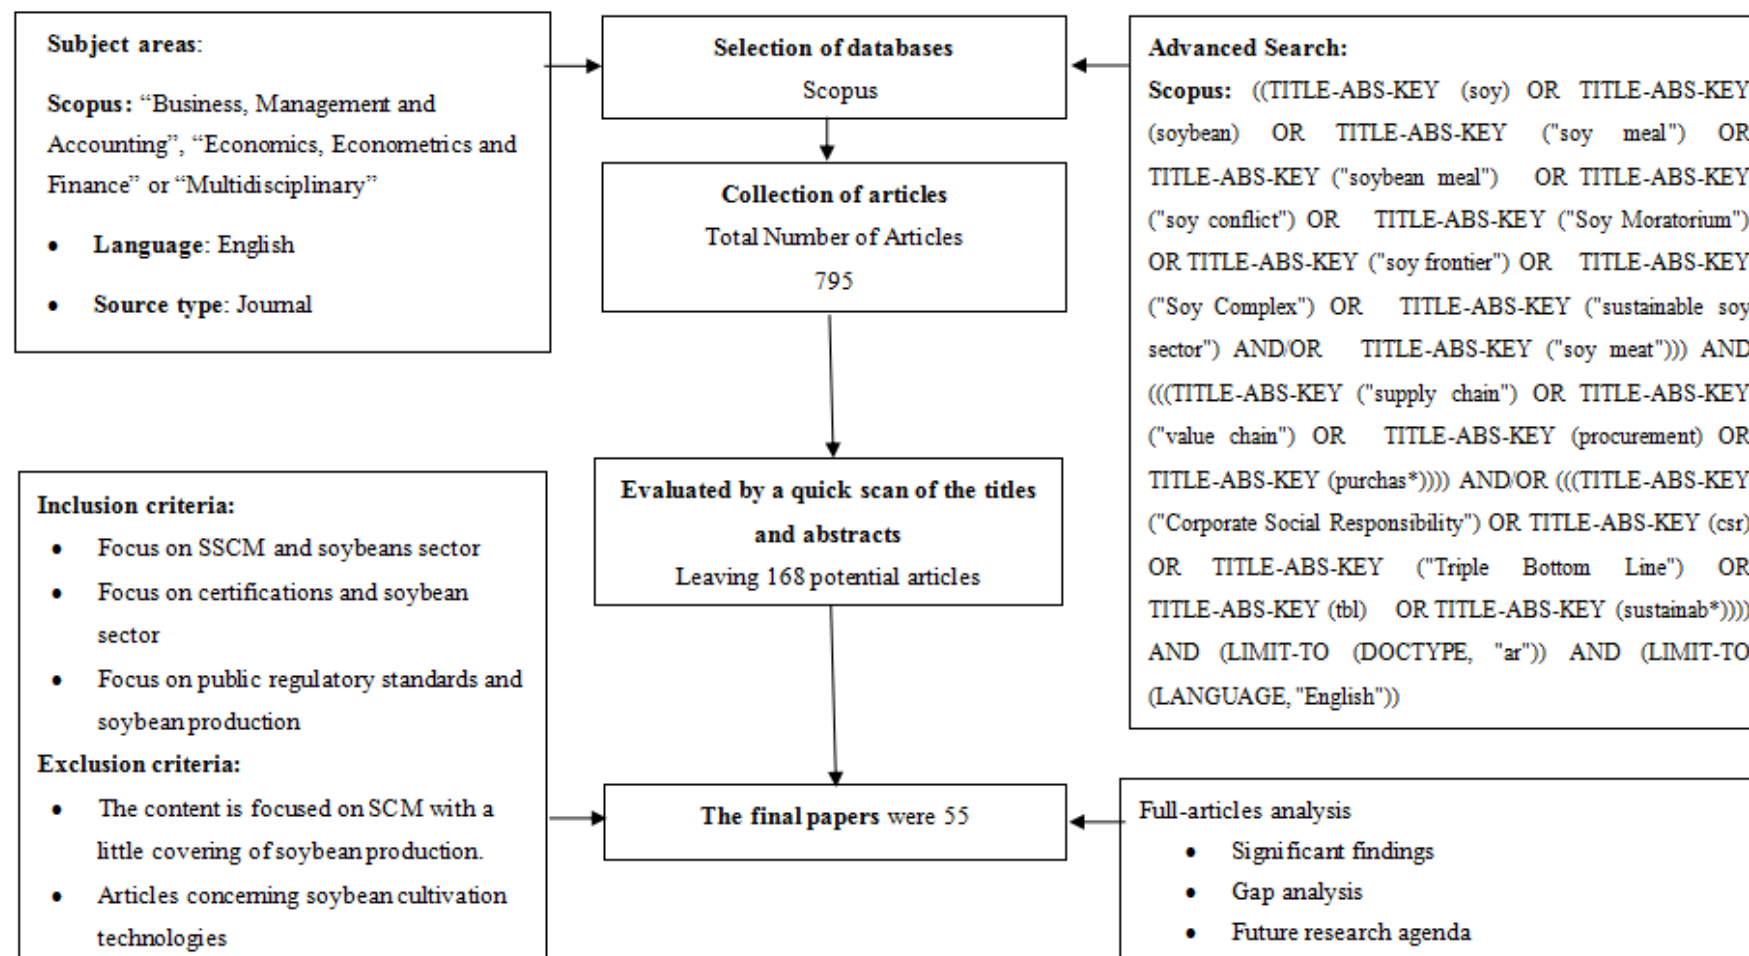 Subject areas:
Scopus: “Business, Management and
Accounting”, “Economics, Econometrics and
Finance” or “Multidisciplinary”
• Language: English
• Source type: Journal
Selection of databases
Scopus
Collection of articles
Total Number of Articles
795
Evaluated by a quick scan of the titles
and abstracts
Leaving 168 potential articles
The final papers were 55
Advanced Search:
Scopus: ((TITLE-ABS-KEY (soy) OR TITLE-ABS-KEY
(soybean) OR TITLE-ABS-KEY ("soy meal") OR
TITLE-ABS-KEY ("soybean meal") OR TITLE-ABS-KEY
("soy conflict") OR TITLE-ABS-KEY ("Soy Moratorium")
OR TITLE-ABS-KEY ("soy frontier") OR TITLE-ABS-KEY
("Soy Complex") OR TITLE-ABS-KEY ("sustainable soy
sector") AND/OR TITLE-ABS-KEY ("soy meat"))) AND
(((TITLE-ABS-KEY ("supply chain") OR TITLE-ABS-KEY
("value chain") OR TITLE-ABS-KEY (procurement) OR
TITLE-ABS-KEY (purchas*)))) AND/OR (((TITLE-ABS-KEY
("Corporate Social Responsibility") OR TITLE-ABS-KEY (csr)
OR TITLE-ABS-KEY ("Triple Bottom Line") OR
TITLE-ABS-KEY (tbl) OR TITLE-ABS-KEY (sustainab*))))
AND (LIMIT-TO (DOCTYPE, "ar")) AND (LIMIT-TO
(LANGUAGE, "English"))
Inclusion criteria:
• Focus on SSCM and soybeans sector
• Focus on certifications and soybean
sector
• Focus on public regulatory standards and
soybean production
Exclusion criteria:
• The content is focused on SCM with a
little covering of soybean production.
• Articles concerning soybean cultivation
technologies
Full-articles analysis
• Significant findings
• Gap analysis
• Future research agenda